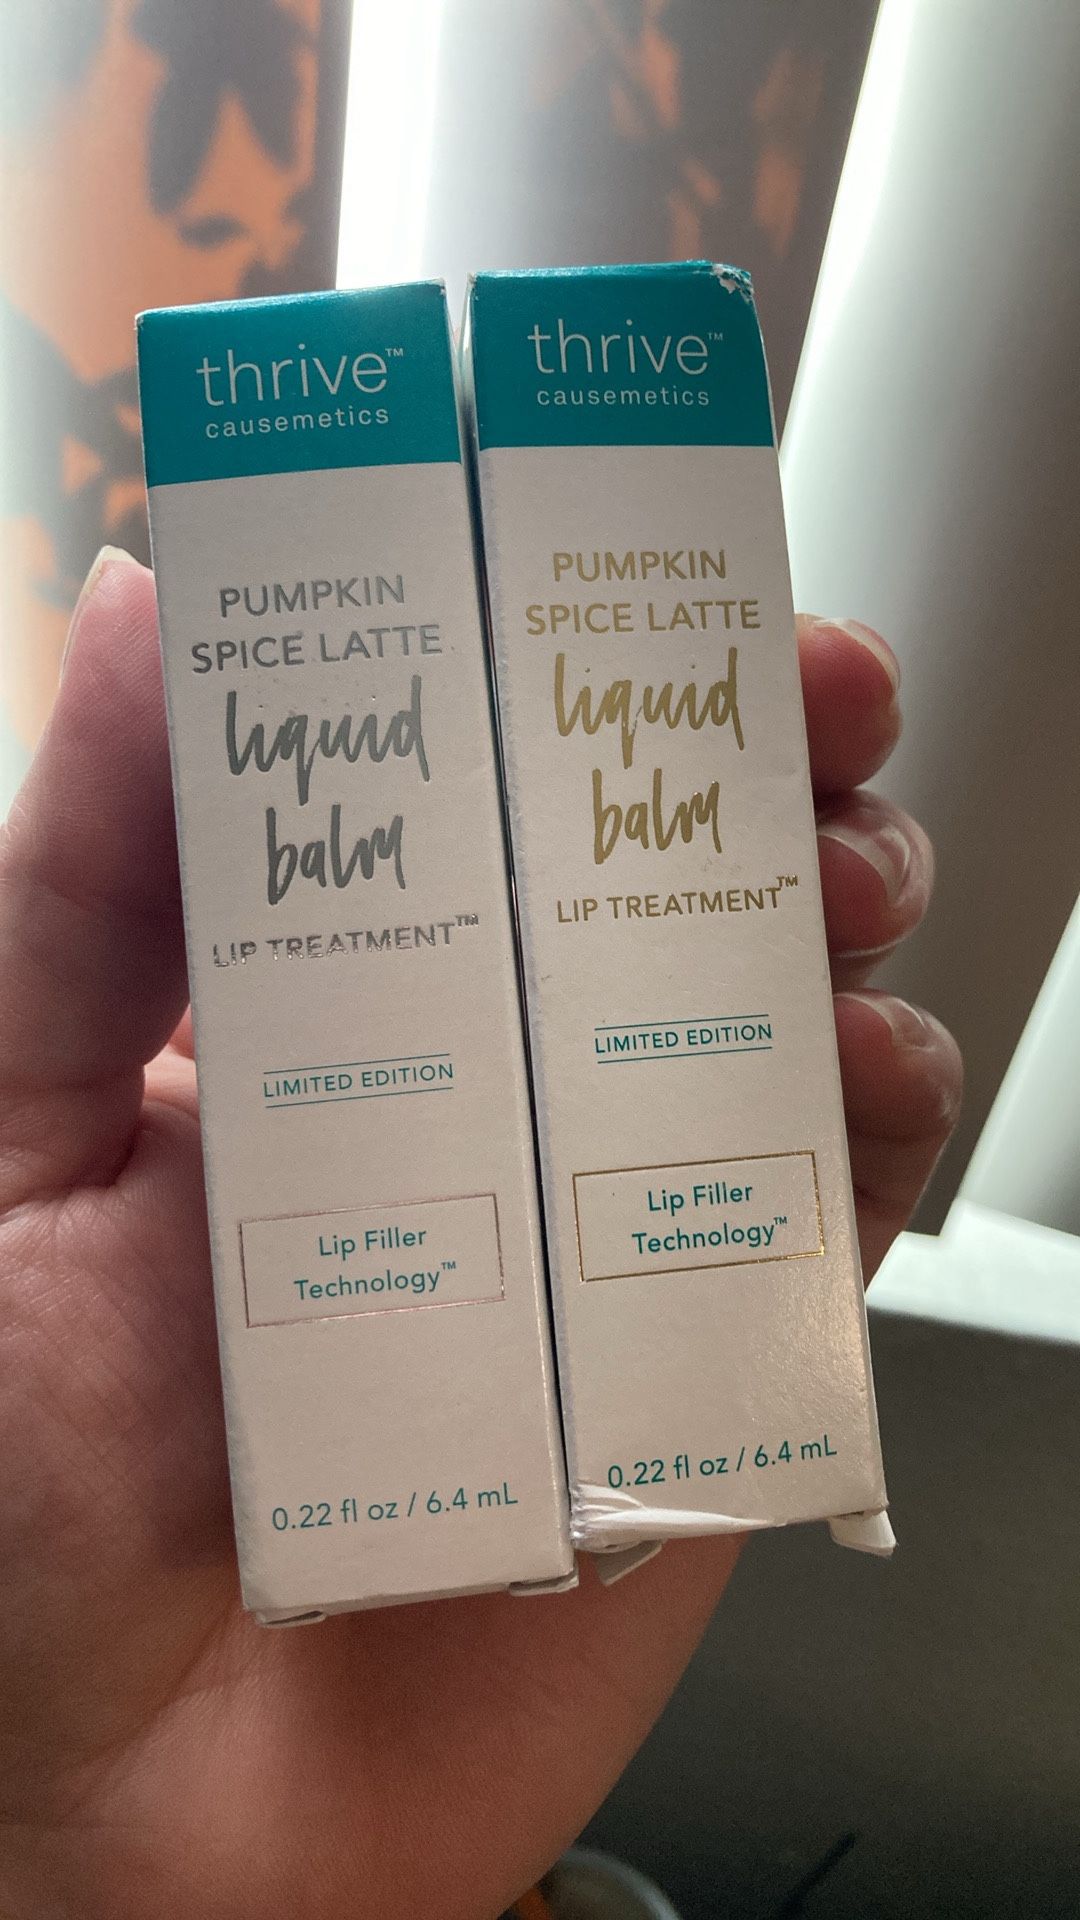 thrive™
causemetics
PUMPKIN
SPICE LATTE
liquid
balm
LIP TREATMENT™
LIMITED EDITION
Lip Filler
Technology™
0.22 fl oz / 6.4 mL
thrive™
causemetics
PUMPKIN
SPICE LATTE
liquid
balm
LIP TREATMENT™
LIMITED EDITION
Lip Filler
Technology™
0.22 fl oz / 6.4 mL